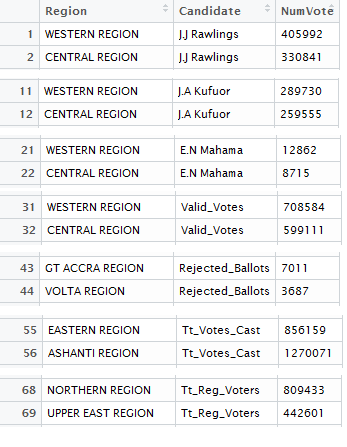 Region Candidate NumVote
1 WESTERN REGION J.J Rawlings 405992
2 CENTRAL REGION J.J Rawlings 330841
11 WESTERN REGION J.A Kufuor 289730
12 CENTRAL REGION J.A Kufuor 259555
21 WESTERN REGION E.N Mahama 12862
22 CENTRAL REGION E.N Mahama 8715
31 WESTERN REGION Valid_Votes 708584
32 CENTRAL REGION Valid_Votes 599111
43 GT ACCRA REGION Rejected_Ballots 7011
44 VOLTA REGION Rejected_Ballots 3687
55 EASTERN REGION Tt_Votes_Cast 856159
56 ASHANTI REGION Tt_Votes_Cast 1270071
68 NORTHERN REGION Tt_Reg_Voters 809433
69 UPPER EAST REGION Tt_Reg_Voters 442601